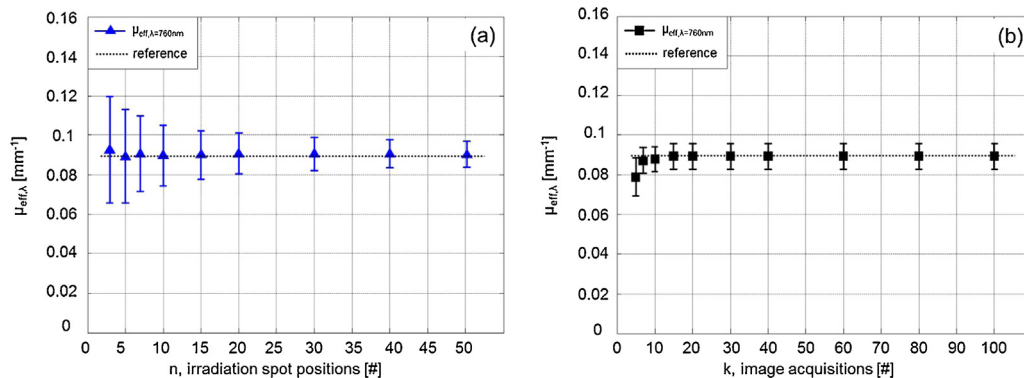 (a)
μeff,λ=760nm
reference
0.16
0.14
0.12
0.1
0.08
0.06
0.04
0.02
0
μeff,λ [mm-1]
0 5 10 15 20 25 30 35 40 45 50
n, irradiation spot positions [#]
(b)
μeff,λ=760nm
reference
0.16
0.14
0.12
0.1
0.08
0.06
0.04
0.02
0
μeff,λ [mm-1]
0 10 20 30 40 50 60 70 80 90 100
k, image acquisitions [#]